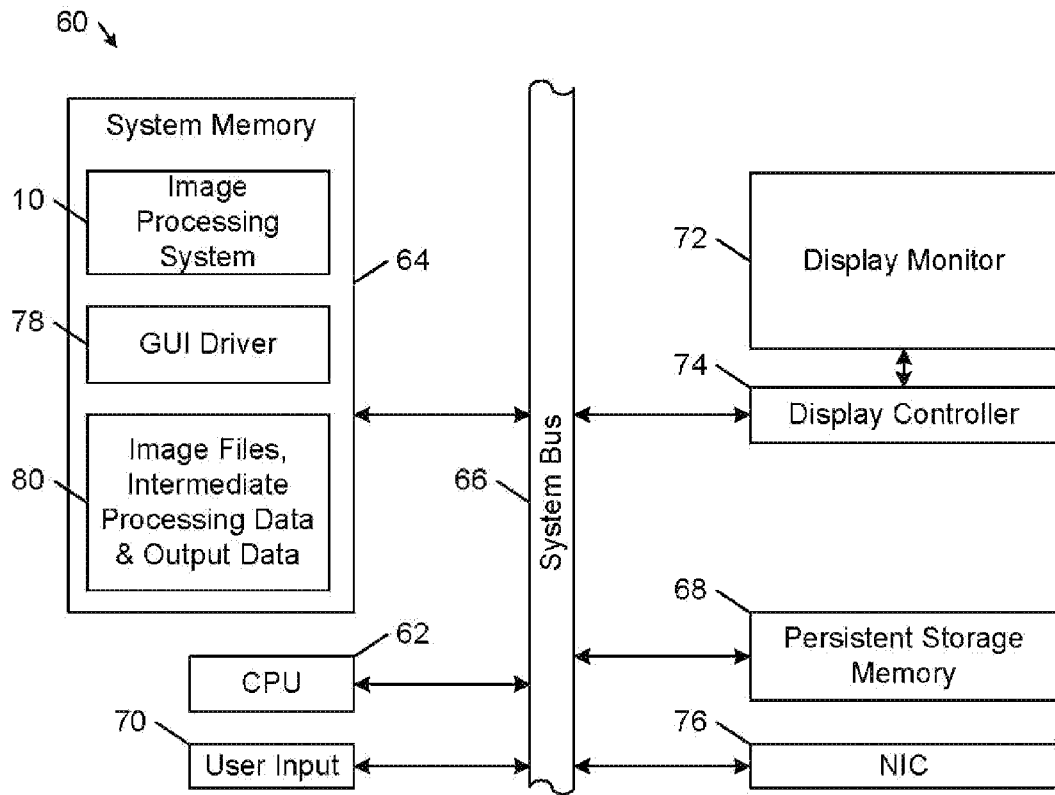 60
System Memory
10
Image
Processing
System
64
78
GUI Driver
80
Image Files,
Intermediate
Processing Data
& Output Data
62
CPU
70
User Input
66
System Bus
72
Display Monitor
74
Display Controller
68
Persistent Storage
Memory
76
NIC